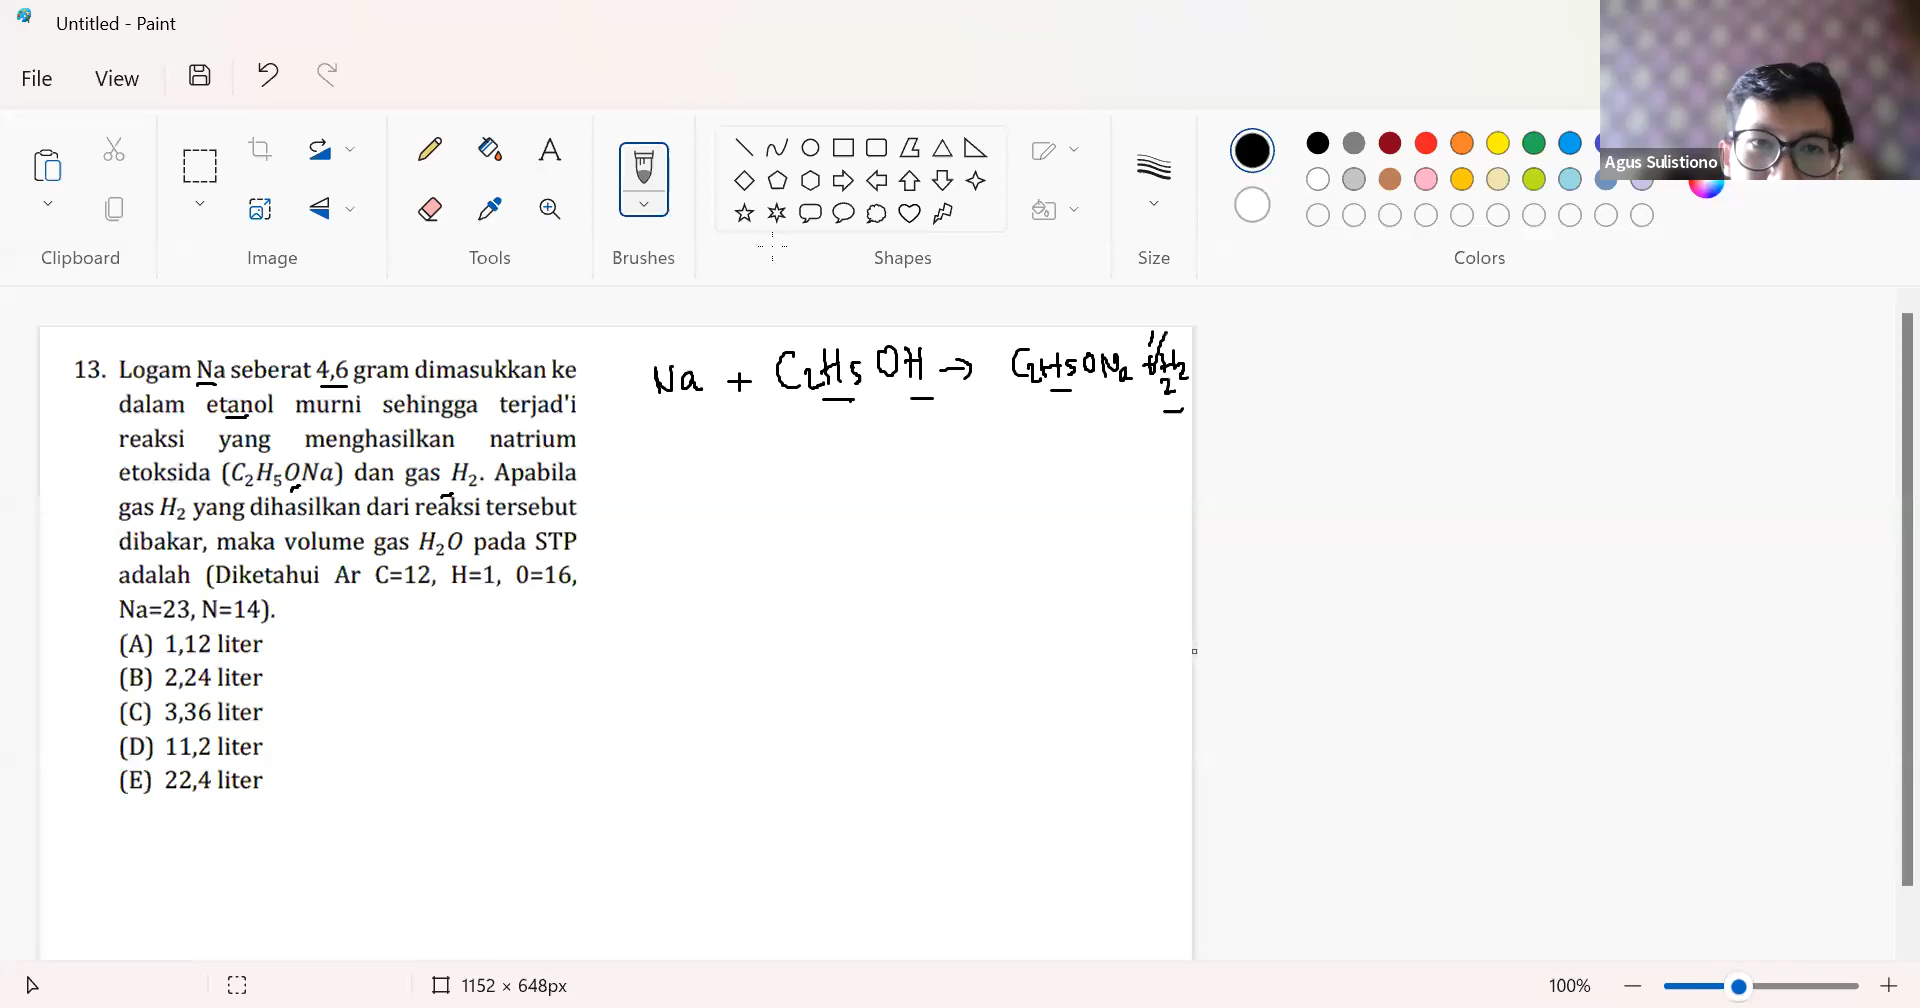 Untitled - Paint
File View
Clipboard Image Tools Brushes Shapes Size Colors
Agus Sulistiono
13. Logam Na seberat 4,6 gram dimasukkan ke
dalam etanol murni sehingga terjad'i
reaksi yang menghasilkan natrium
etoksida (C₂H₅ONa) dan gas H₂. Apabila
gas H₂ yang dihasilkan dari reaksi tersebut
dibakar, maka volume gas H₂O pada STP
adalah (Diketahui Ar C=12, H=1, 0=16,
Na=23, N=14).
(A) 1,12 liter
(B) 2,24 liter
(C) 3,36 liter
(D) 11,2 liter
(E) 22,4 liter
Na + C₂H₅OH → C₂H₅ONa + H₂
1152 × 648px
100%